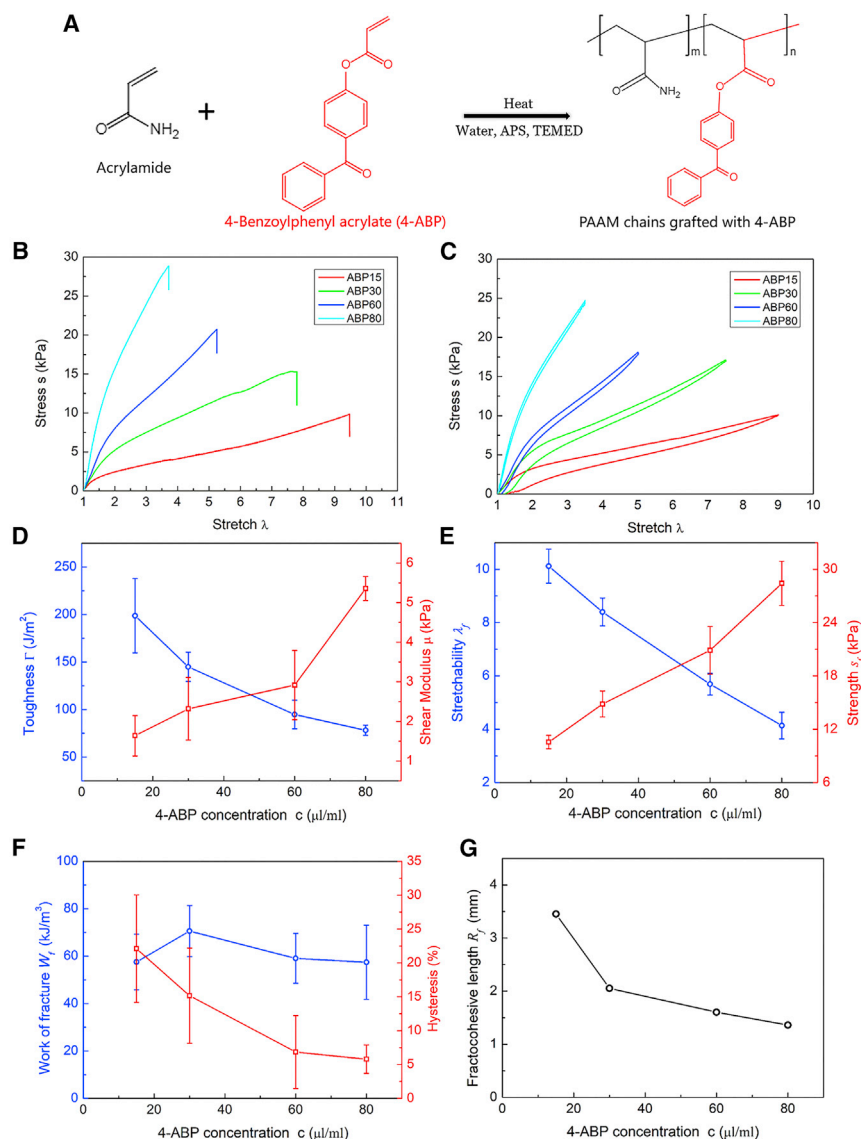 A
O
O
O
NH2
Acrylamide
+
4-Benzoylphenyl acrylate (4-ABP)
Heat
Water, APS, TEMED
m
n
O
NH2
O
O
O
PAAM chains grafted with 4-ABP
B
Stress s (kPa)
30
25
20
15
10
5
0
1 2 3 4 5 6 7 8 9 10 11
Stretch λ
ABP15
ABP30
ABP60
ABP80
C
Stress s (kPa)
30
25
20
15
10
5
0
1 2 3 4 5 6 7 8 9 10
Stretch λ
ABP15
ABP30
ABP60
ABP80
D
Toughness Γ (J/m²)
250
200
150
100
50
Shear Modulus μ (kPa)
6
5
4
3
2
1
0 20 40 60 80
4-ABP concentration c (μl/ml)
E
Stretchability λf
10
8
6
4
2
Strength s
36
30
24
18
12
6
(kPa)
0 20 40 60 80
4-ABP concentration c (μl/ml)
F
Work of fracture Wf (kJ/m³)
100
80
60
40
20
0
Hysteresis (%)
35
30
25
20
15
10
5
0
0 20 40 60 80
4-ABP concentration c (μl/ml)
G
Fractocohesive length Rf (mm)
4
3
2
1
0
0 20 40 60 80
4-ABP concentration c (μl/ml)